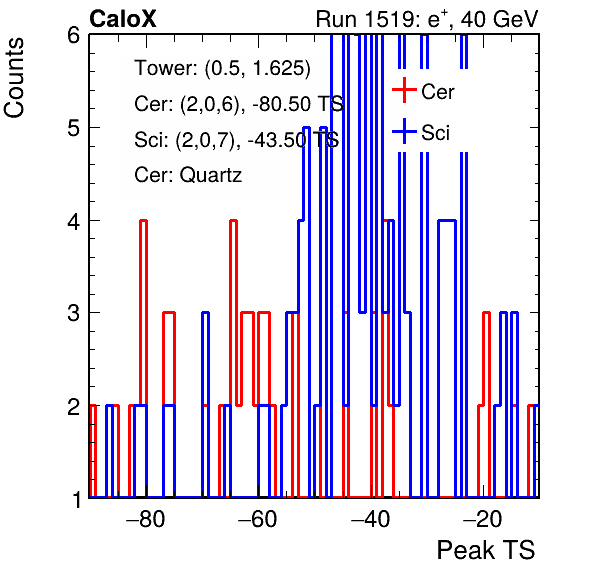 CaloX Run 1519: e⁺, 40 GeV
Counts
6
5
4
3
2
1
Tower: (0.5, 1.625)
Cer: (2,0,6), -80.50 TS
Sci: (2,0,7), -43.50 TS
Cer: Quartz
Cer
Sci
−80 −60 −40 −20
Peak TS